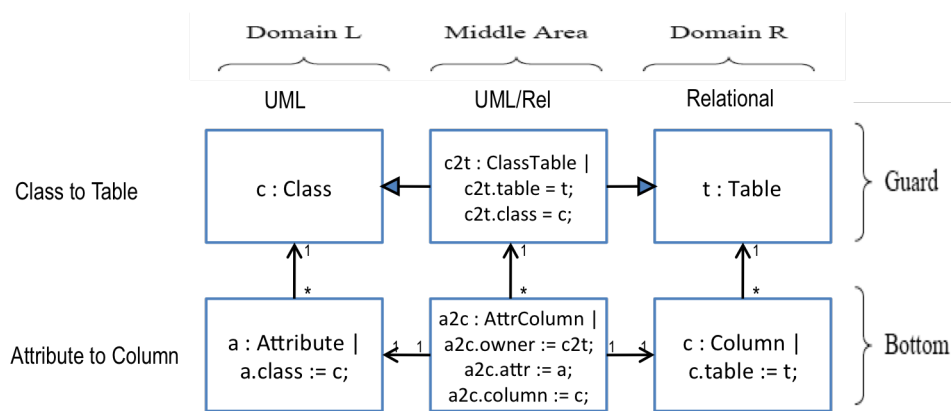 Domain L
Middle Area
Domain R
UML
UML/Rel
Relational
Class to Table
c : Class
c2t : ClassTable |
c2t.table = t;
c2t.class = c;
t : Table
Guard
1
1
1
*
*
*
Attribute to Column
a : Attribute |
a.class := c;
1
1
a2c : AttrColumn |
a2c.owner := c2t;
a2c.attr := a;
a2c.column := c;
1
1
c : Column |
c.table := t;
Bottom